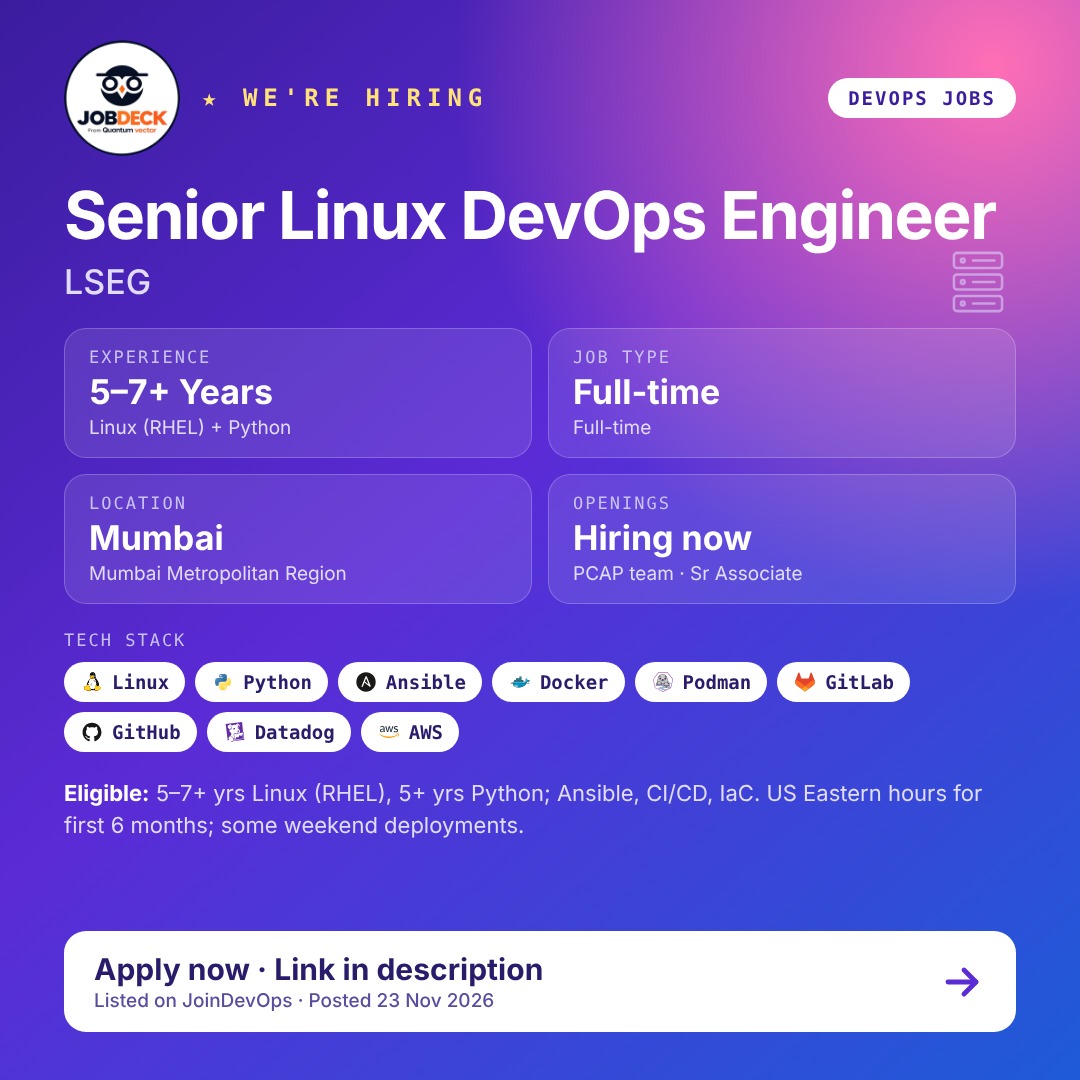 JOBDECK
From Quantum vector
★ WE'RE HIRING
DEVOPS JOBS
Senior Linux DevOps Engineer
LSEG
EXPERIENCE
5–7+ Years
Linux (RHEL) + Python
JOB TYPE
Full-time
Full-time
LOCATION
Mumbai
Mumbai Metropolitan Region
OPENINGS
Hiring now
PCAP team · Sr Associate
TECH STACK
Linux Python Ansible Docker Podman GitLab
GitHub Datadog aws AWS
Eligible: 5–7+ yrs Linux (RHEL), 5+ yrs Python; Ansible, CI/CD, IaC. US Eastern hours for
first 6 months; some weekend deployments.
Apply now · Link in description
Listed on JoinDevOps · Posted 23 Nov 2026